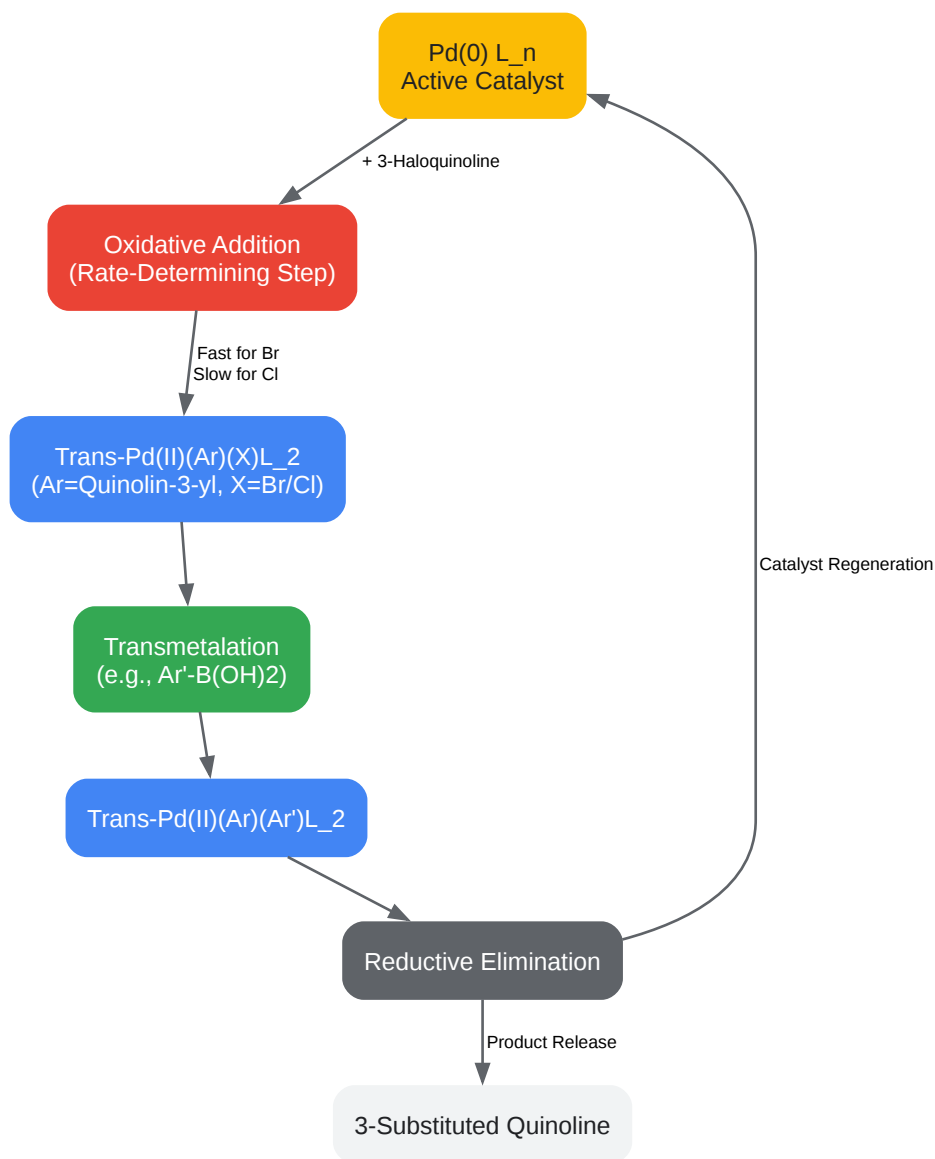 Pd(0) L_n
Active Catalyst
+ 3-Haloquinoline
Oxidative Addition
(Rate-Determining Step)
Fast for Br
Slow for Cl
Trans-Pd(II)(Ar)(X)L_2
(Ar=Quinolin-3-yl, X=Br/Cl)
Catalyst Regeneration
Transmetalation
(e.g., Ar'-B(OH)2)
Trans-Pd(II)(Ar)(Ar')L_2
Reductive Elimination
Product Release
3-Substituted Quinoline